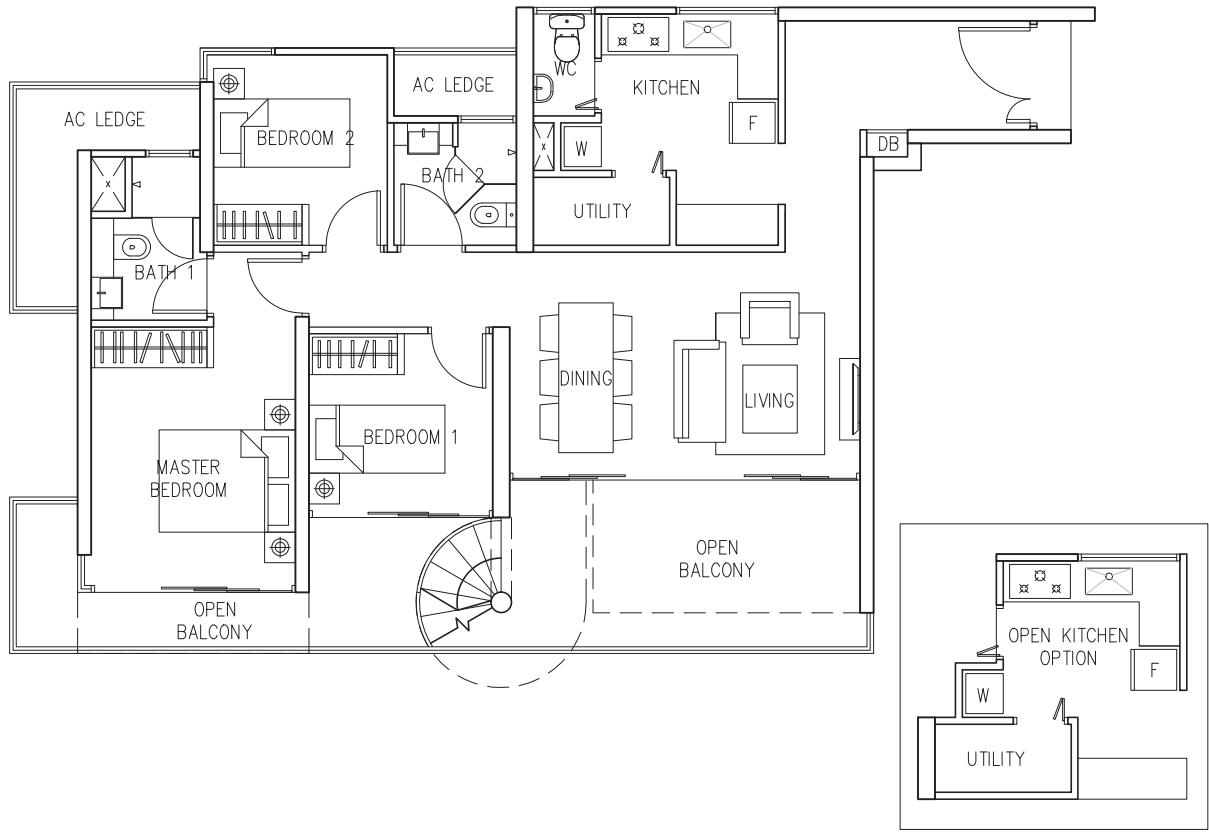 WC
KITCHEN
AC LEDGE
AC LEDGE
BEDROOM 2
F
W
DB
BATH 2
UTILITY
BATH 1
DINING
LIVING
BEDROOM 1
MASTER
BEDROOM
OPEN
BALCONY
OPEN
BALCONY
OPEN KITCHEN
OPTION
F
W
UTILITY